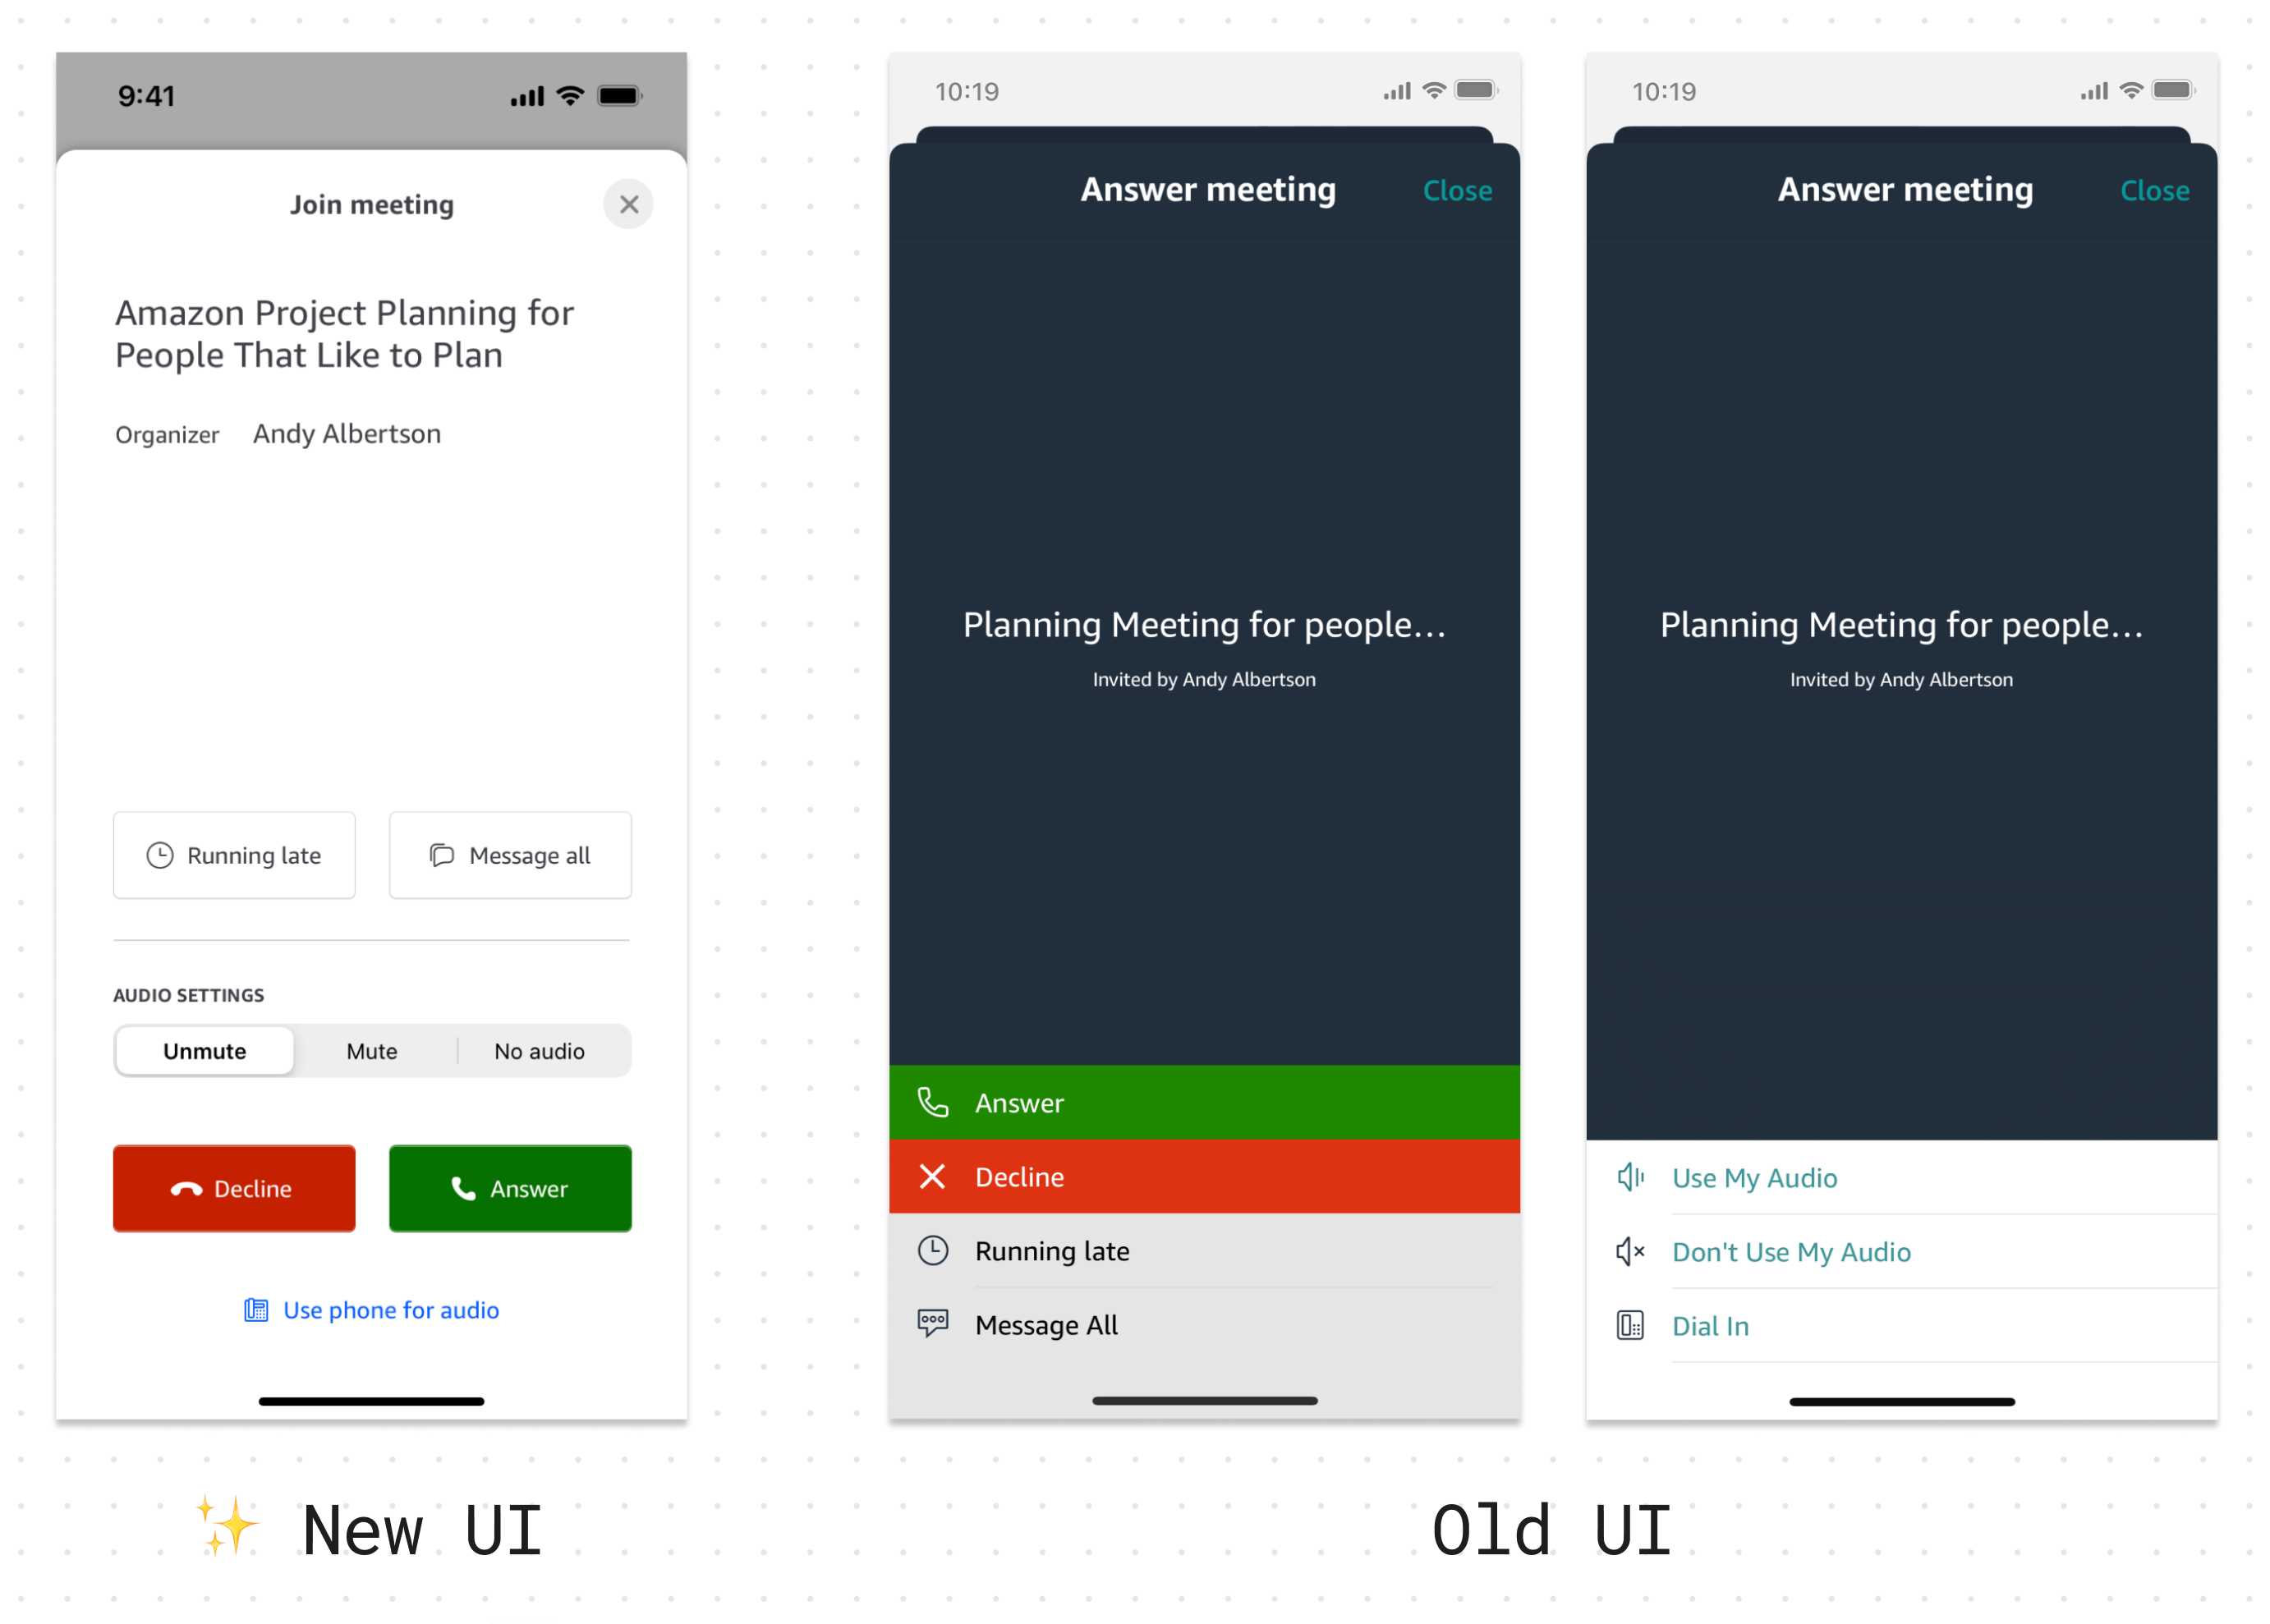 9:41
Join meeting
Amazon Project Planning for
People That Like to Plan
Organizer Andy Albertson
Running late
Message all
AUDIO SETTINGS
Unmute
Mute
No audio
Decline
Answer
Use phone for audio
✨ New UI
10:19
Answer meeting
Close
Planning Meeting for people...
Invited by Andy Albertson
Answer
Decline
Running late
Message All
10:19
Answer meeting
Close
Planning Meeting for people...
Invited by Andy Albertson
Use My Audio
Don't Use My Audio
Dial In
Old UI